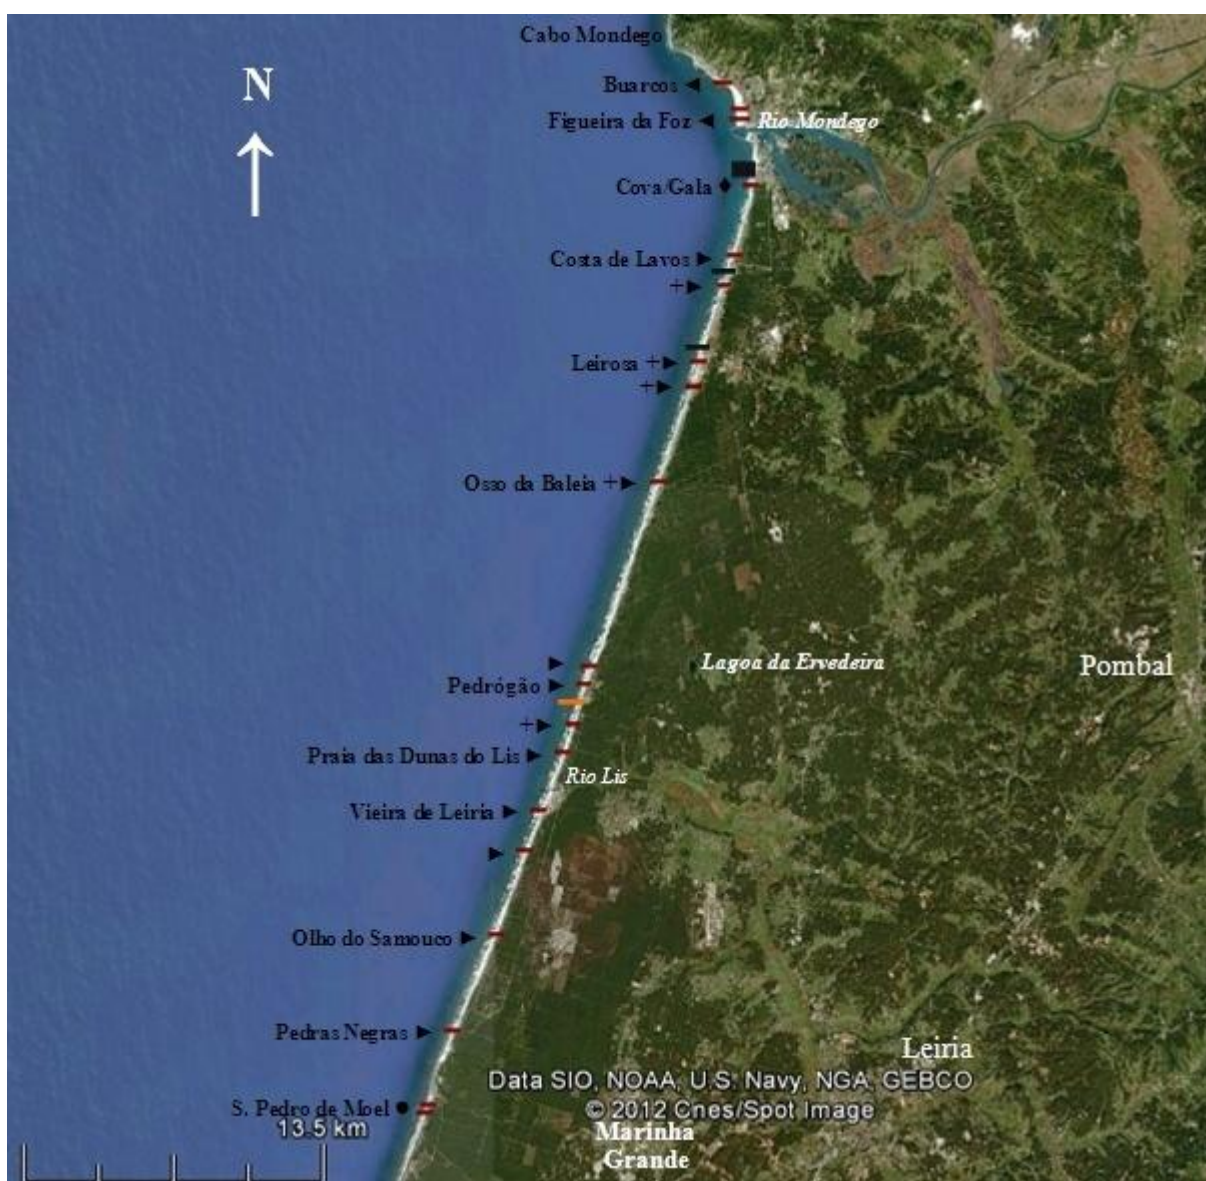 Cabo Mondego
N
Buarcos
Figueira da Foz
Rio Mondego
Cova/Gala
Costa de Lavos
+
Leirosa +
+
Osso da Baleia +
Lagoa da Ervedeira
Pombal
Pedrógão
+
Praia das Dunas do Lis
Rio Lis
Vieira de Leíria
Olho do Samouco
Pedras Negras
Leiria
Data SIO, NOAA, U.S. Navy, NGA, GEBCO
S. Pedro de Moel
© 2012 Cnes/Spot Image
13.5 km
Marinha
Grande